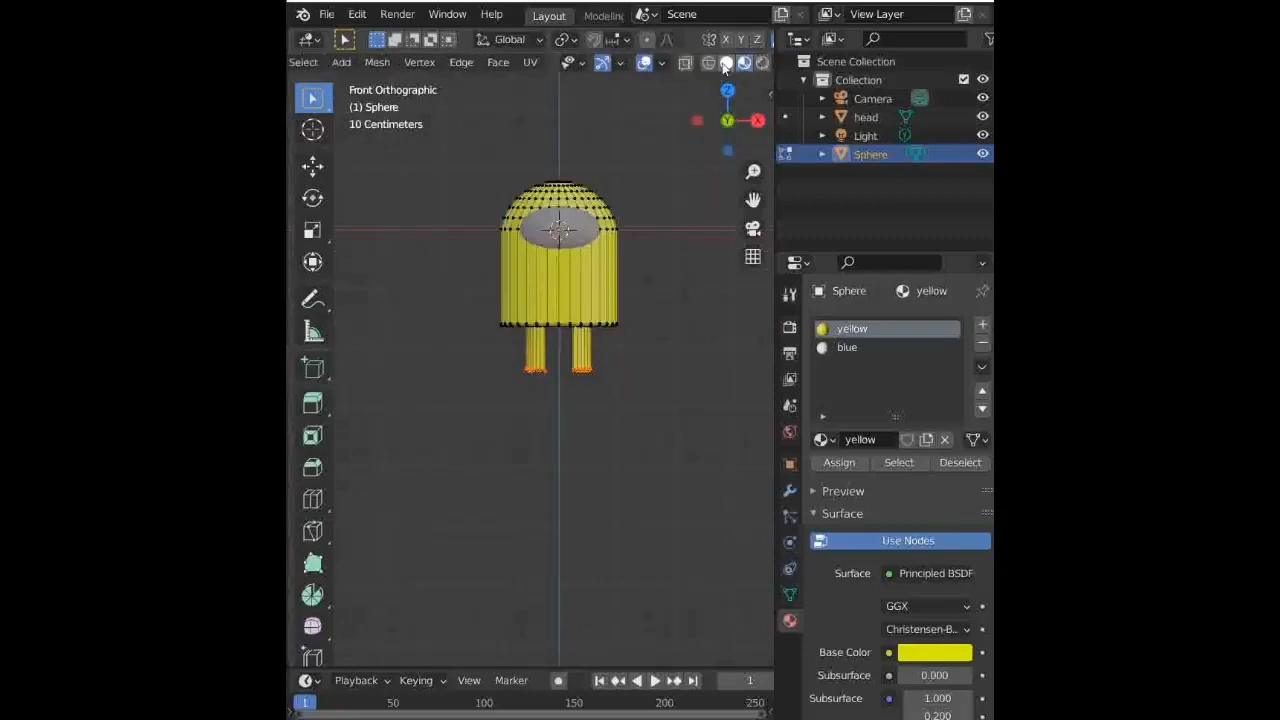 File Edit Render Window Help Layout Modeling Scene View Layer
Global X Y Z
Select Add Mesh Vertex Edge Face UV
Front Orthographic
(1) Sphere
10 Centimeters
Z
Y X
Scene Collection
Collection
Camera
head
Light
Sphere
Sphere yellow
yellow
blue
yellow
Assign Select Deselect
Preview
Surface
Use Nodes
Surface Principled BSDF
GGX
Christensen-B..
Base Color
Subsurface 0.000
Subsurface 1.000
0.200
Playback Keying View Marker 1
1 50 100 150 200 250